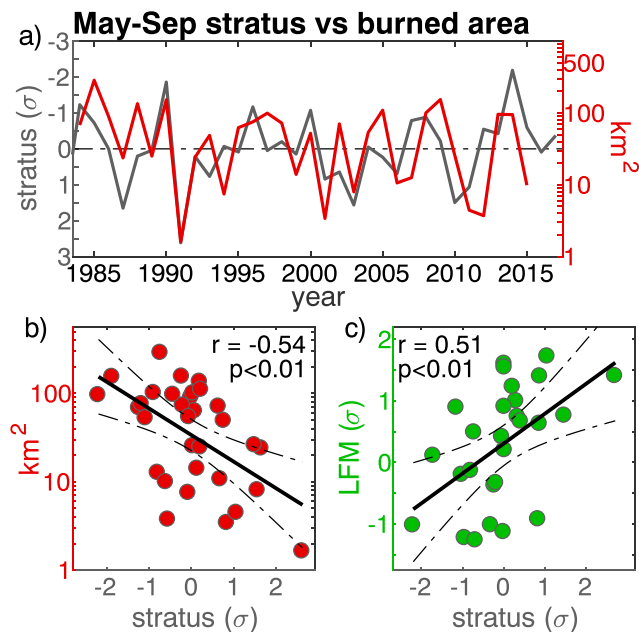 May-Sep stratus vs burned area
a)
-3
-2
-1
0
1
2
3
stratus (σ)
500
100
10
1
km²
1985 1990 1995 2000 2005 2010 2015
year
b)
r = -0.54
p<0.01
100
10
1
km²
-2 -1 0 1 2
stratus (σ)
c)
r = 0.51
p<0.01
2
1
0
-1
LFM (σ)
-2 -1 0 1 2
stratus (σ)